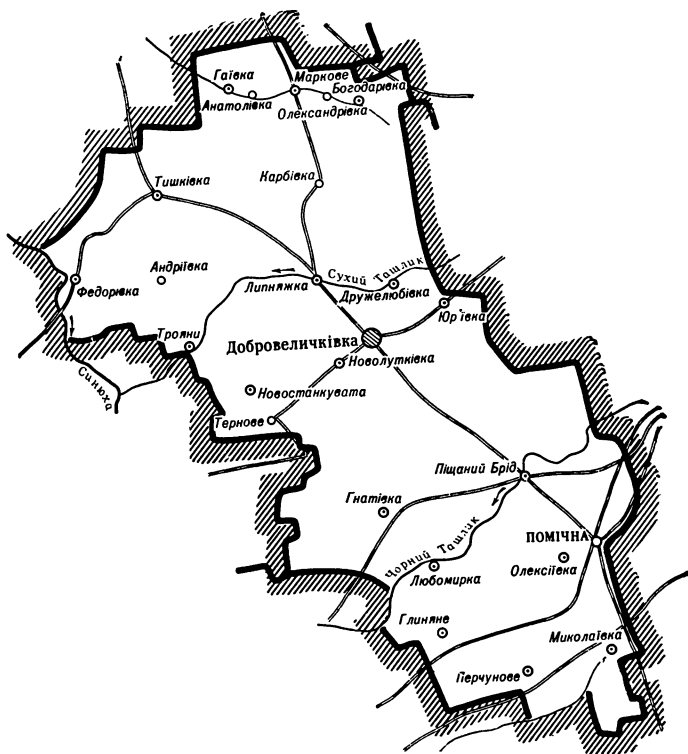 Гаївка
Маркове
Богодарівка
Анатолівка
Олександрівка
Карбівка
Тишківка
Сухий Ташлик
Андріївка
Липняжка
Федорівка
Дружелюбівка
Юр'ївка
Трояни
Добровеличківка
Новолутківка
Синюха
Новостанкувата
Тернове
Піщаний Брід
Гнатівка
Чорний Ташлик
ПОМІЧНА
Любомирка
Олексіївка
Глиняне
Миколаївка
Перчунове